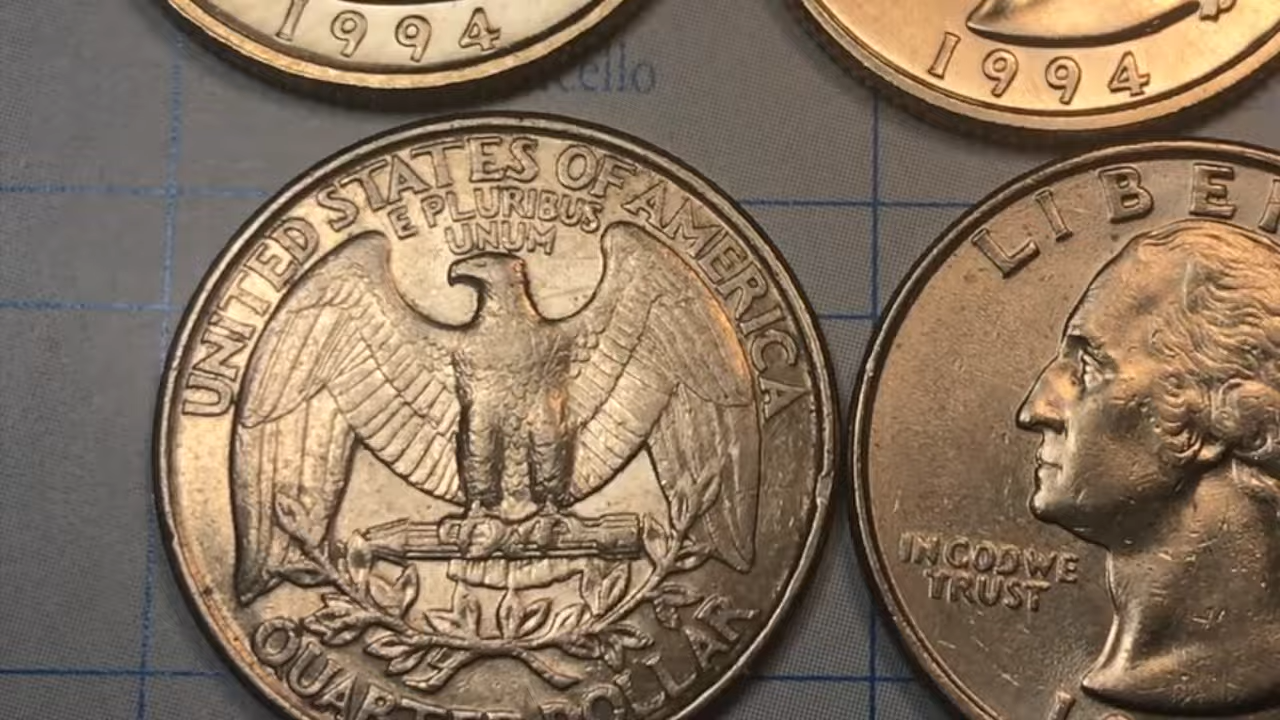 1994
1994
cello
UNITED STATES OF AMERICA
E PLURIBUS
UNUM
QUARTER DOLLAR
LIBE
IN GOD WE
TRUST